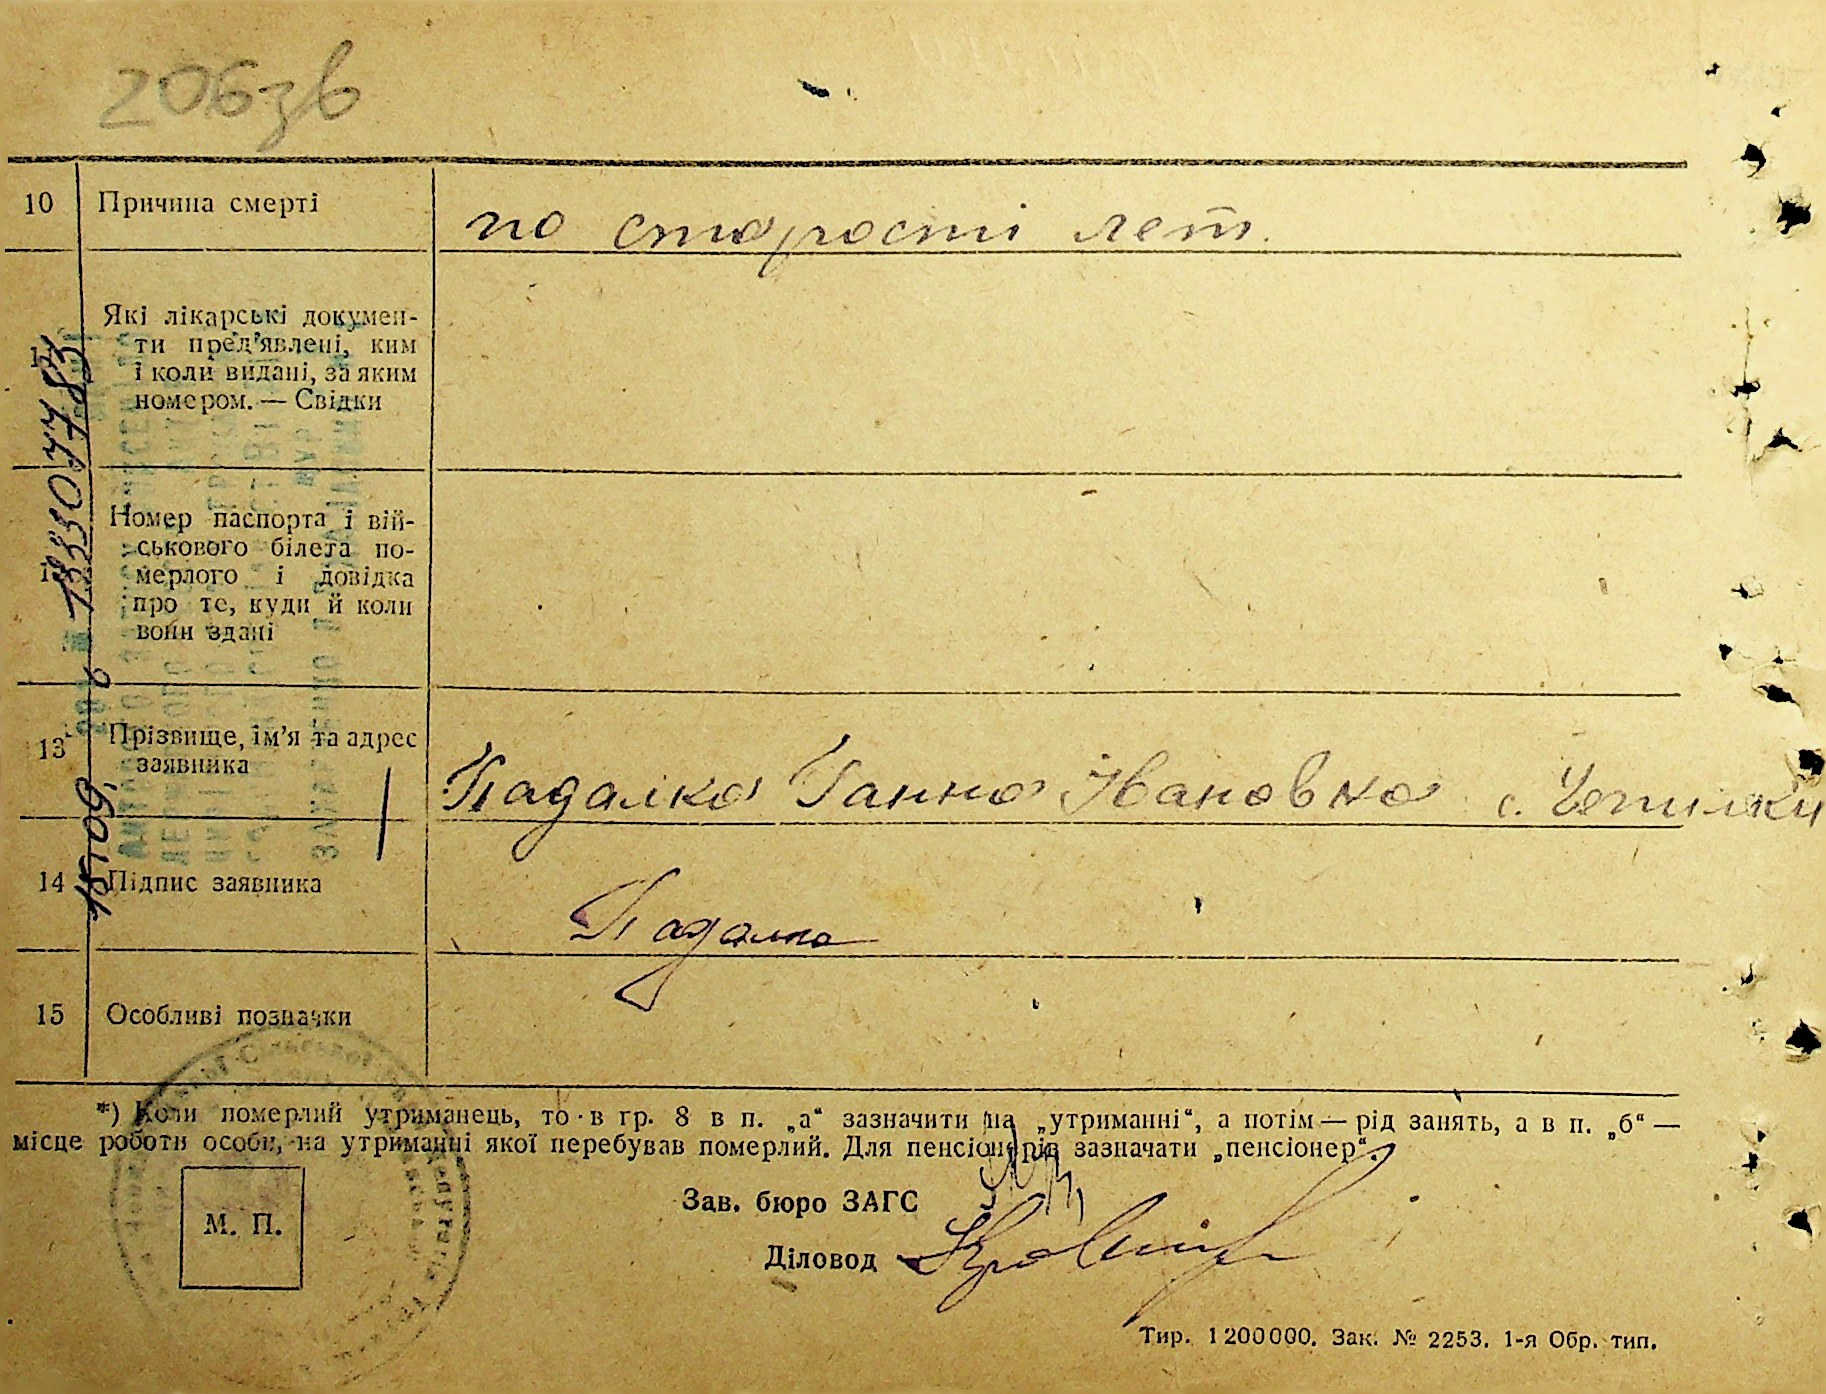 206зв
10 Причина смерті
по старости лет.
Які лікарські докумен-
ти пред'явлені, ким
і коли видані, за яким
номером. — Свідки
Номер паспорта і вій-
ськового білета по-
мерлого і довідка
про те, куди й коли
вони здані
13 Прізвище, ім'я та адрес
заявника
Падалка Ганна Івановна с.
14 Підпис заявника
Падалка
15 Особливі позначки
*) Коли померлий утриманець, то в гр. 8 в п. „а“ зазначити на „утриманні“, а потім — рід занять, а в п. „б“ —
місце роботи особи, на утриманні якої перебував померлий. Для пенсіонерів зазначати „пенсіонер“.
Зав. бюро ЗАГС
М. П.
Діловод
Тир. 1200000. Зак. № 2253. 1-я Обр. тип.